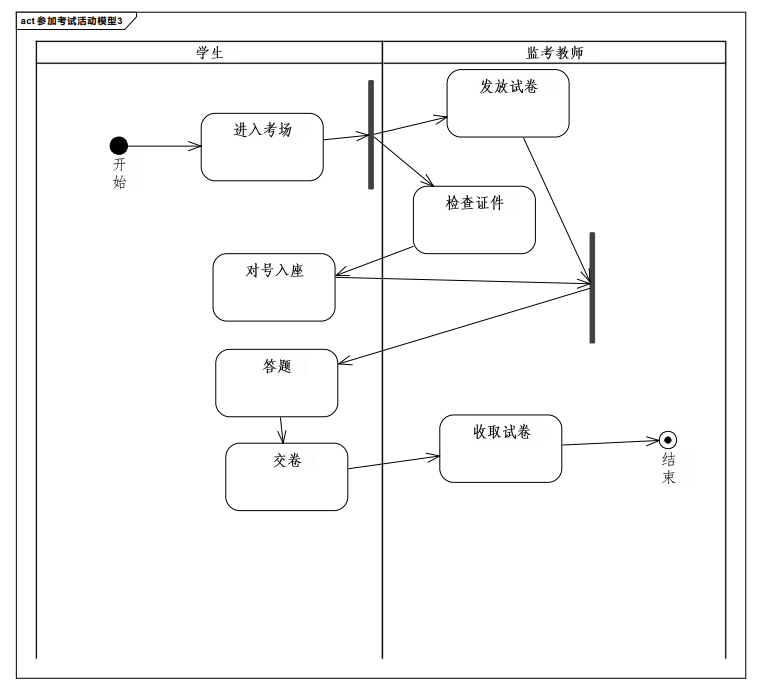 act 参加考试活动模型3
学生
监考教师
发放试卷
进入考场
开
始
检查证件
对号入座
答题
收取试卷
交卷
结
束